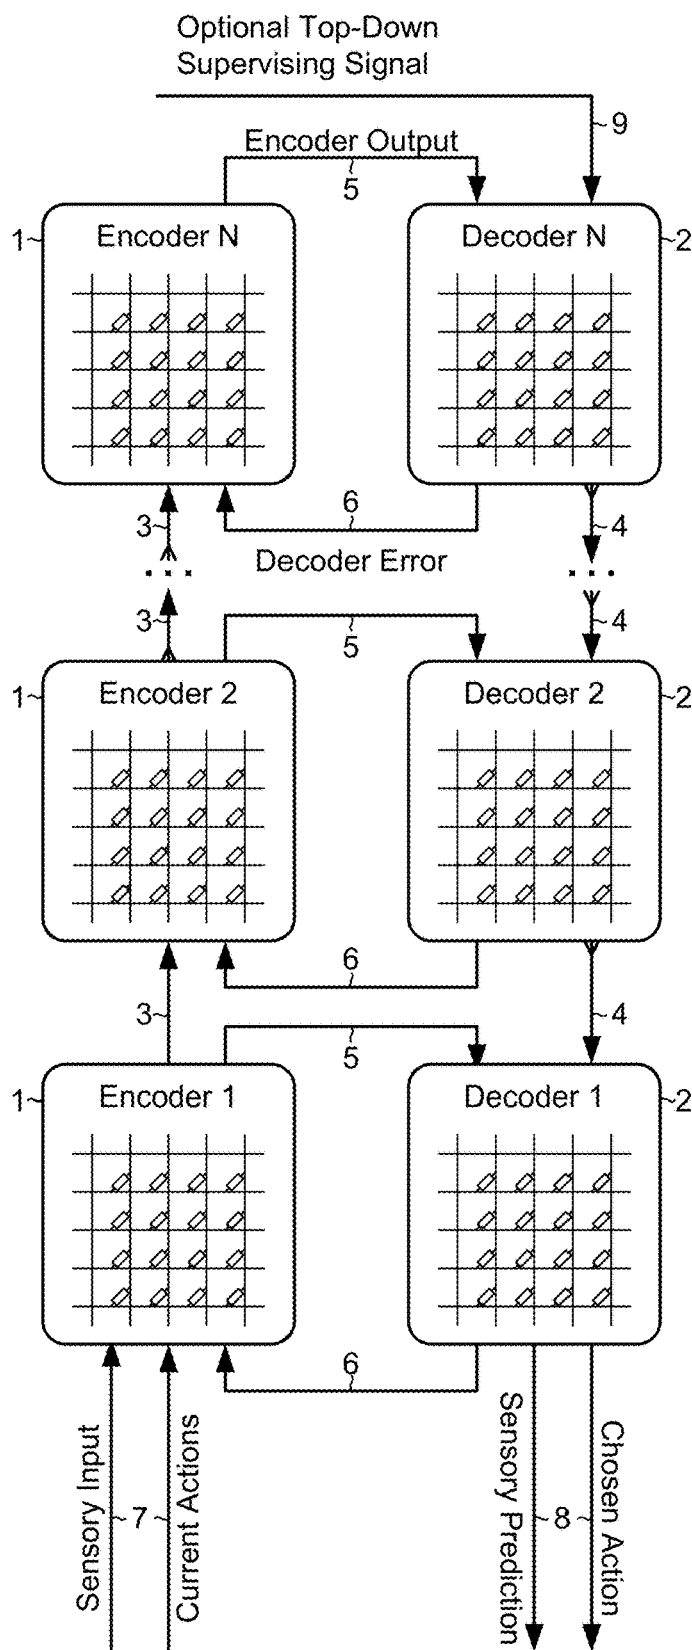 Optional Top-Down
Supervising Signal
9
Encoder Output
5
1
Encoder N
Decoder N
2
3
6
4
Decoder Error
3
5
4
1
Encoder 2
Decoder 2
2
6
3
5
4
1
Encoder 1
Decoder 1
2
6
Sensory Input
7
Current Actions
Sensory Prediction
8
Chosen Action